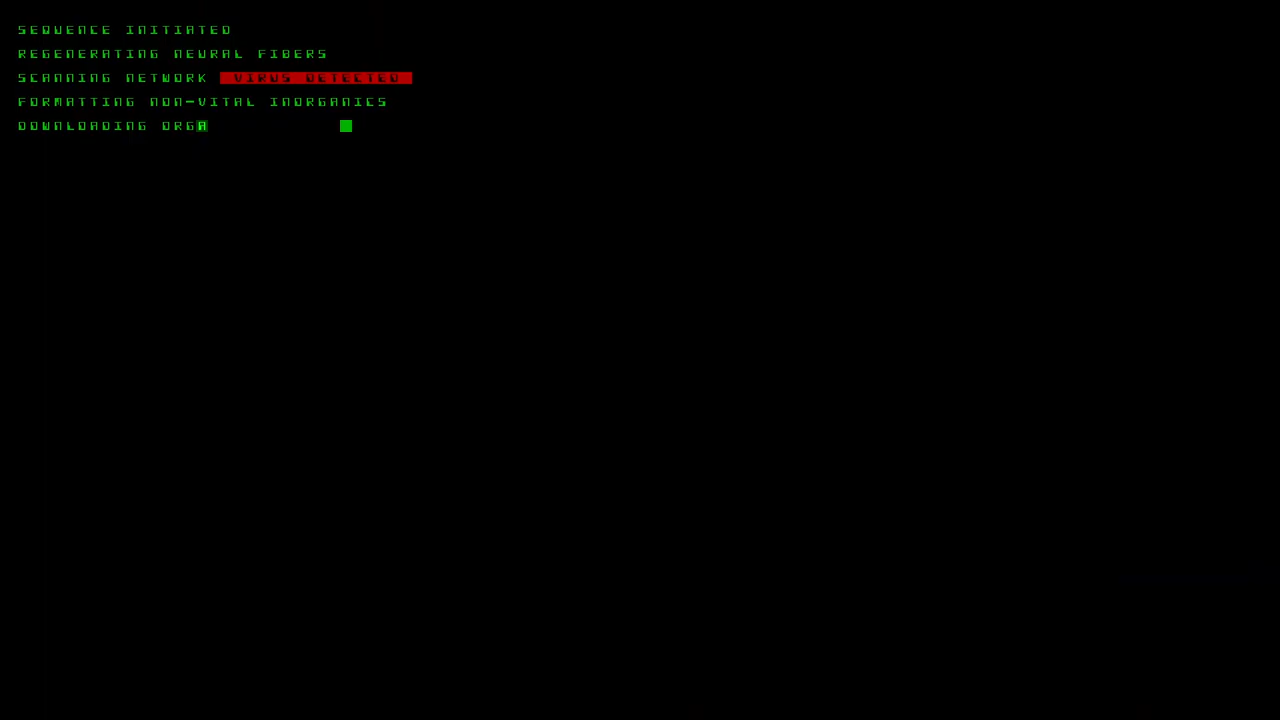 SEQUENCE INITIATED
REGENERATING NEURAL FIBERS
SCANNING NETWORK VIRUS DETECTED
FORMATTING NON-VITAL INORGANICS
DOWNLOADING ORGA